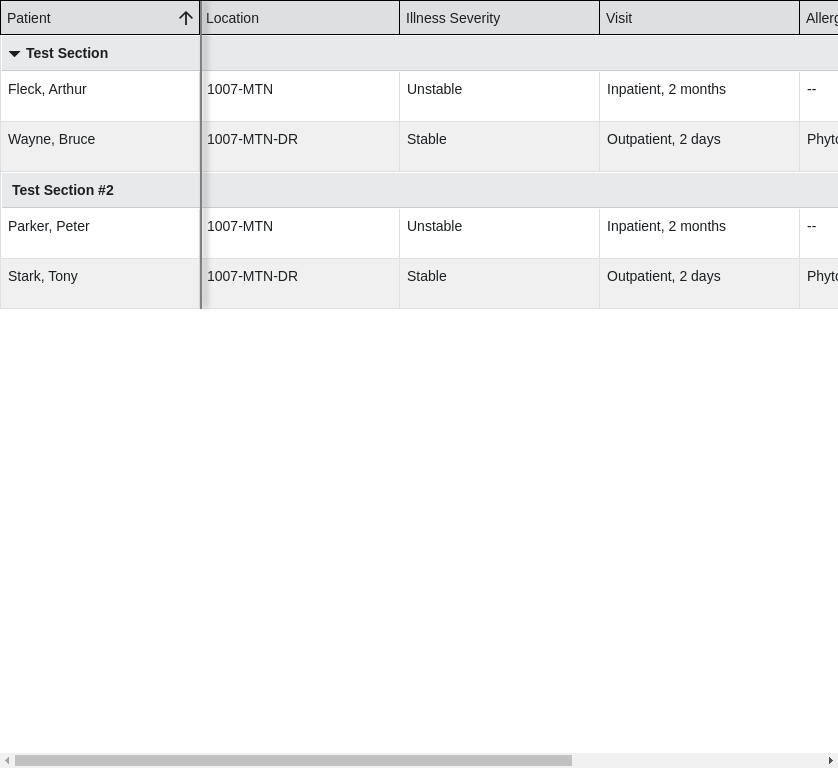 Patient Location Illness Severity Visit Allerg
Test Section
Fleck, Arthur 1007-MTN Unstable Inpatient, 2 months --
Wayne, Bruce 1007-MTN-DR Stable Outpatient, 2 days Phyto
Test Section #2
Parker, Peter 1007-MTN Unstable Inpatient, 2 months --
Stark, Tony 1007-MTN-DR Stable Outpatient, 2 days Phyto